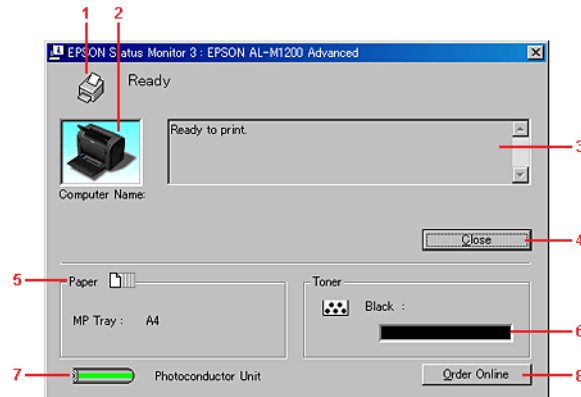 1 2
EPSON Status Monitor 3 : EPSON AL-M1200 Advanced
Ready
Ready to print.
3
Computer Name:
Close
4
5
Paper
Toner
MP Tray : A4
Black :
6
7
Photoconductor Unit
Order Online
8